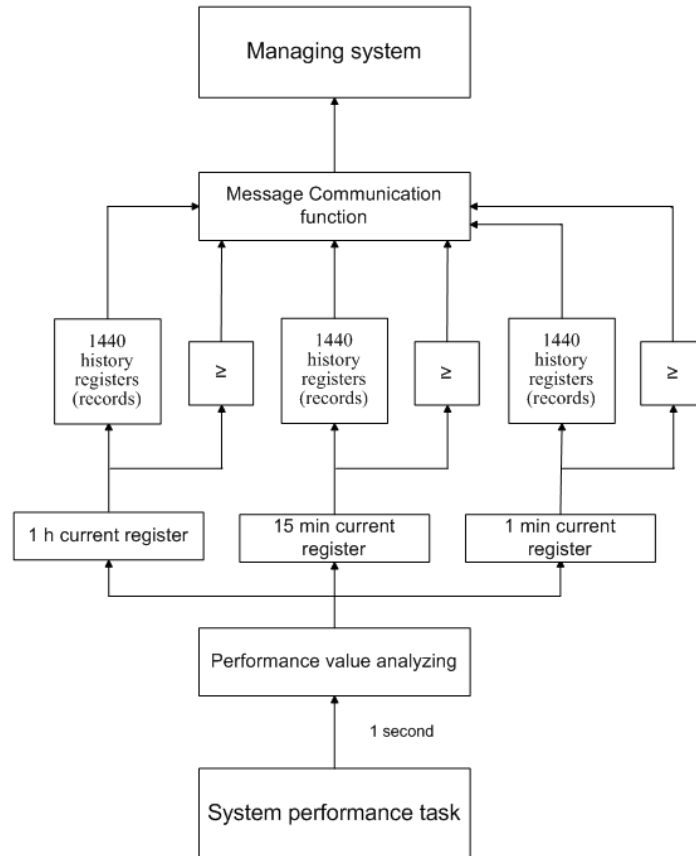 Managing system
Message Communication
function
1440
history
registers
(records)
≥
1440
history
registers
(records)
≥
1440
history
registers
(records)
≥
1 h current register
15 min current
register
1 min current
register
Performance value analyzing
1 second
System performance task